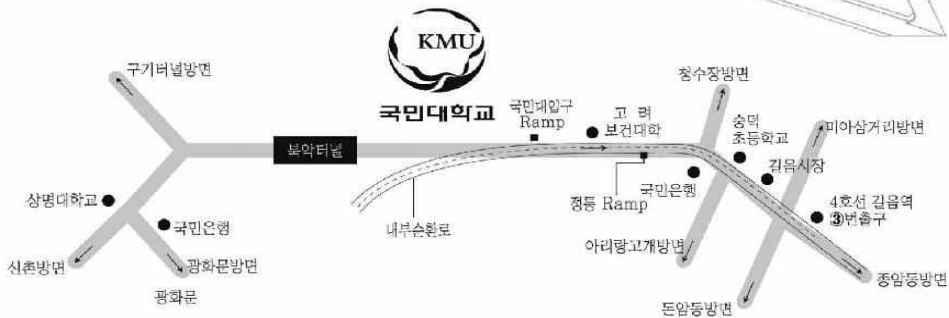 KMU
국민대학교
구기터널방면
북악터널
상명대학교
국민은행
신촌방면
광화문방면
광화문
내부순환로
국민대입구
Ramp
고 려
보건대학
정릉 Ramp
국민은행
청수장방면
숭덕
초등학교
길음시장
미아삼거리방면
4호선 길음역
③번출구
아리랑고개방면
돈암동방면
종암동방면